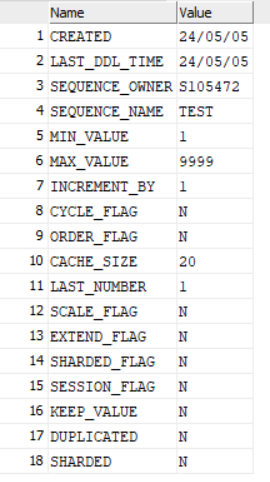 Name Value
1 CREATED 24/05/05
2 LAST_DDL_TIME 24/05/05
3 SEQUENCE_OWNER S105472
4 SEQUENCE_NAME TEST
5 MIN_VALUE 1
6 MAX_VALUE 9999
7 INCREMENT_BY 1
8 CYCLE_FLAG N
9 ORDER_FLAG N
10 CACHE_SIZE 20
11 LAST_NUMBER 1
12 SCALE_FLAG N
13 EXTEND_FLAG N
14 SHARDED_FLAG N
15 SESSION_FLAG N
16 KEEP_VALUE N
17 DUPLICATED N
18 SHARDED N